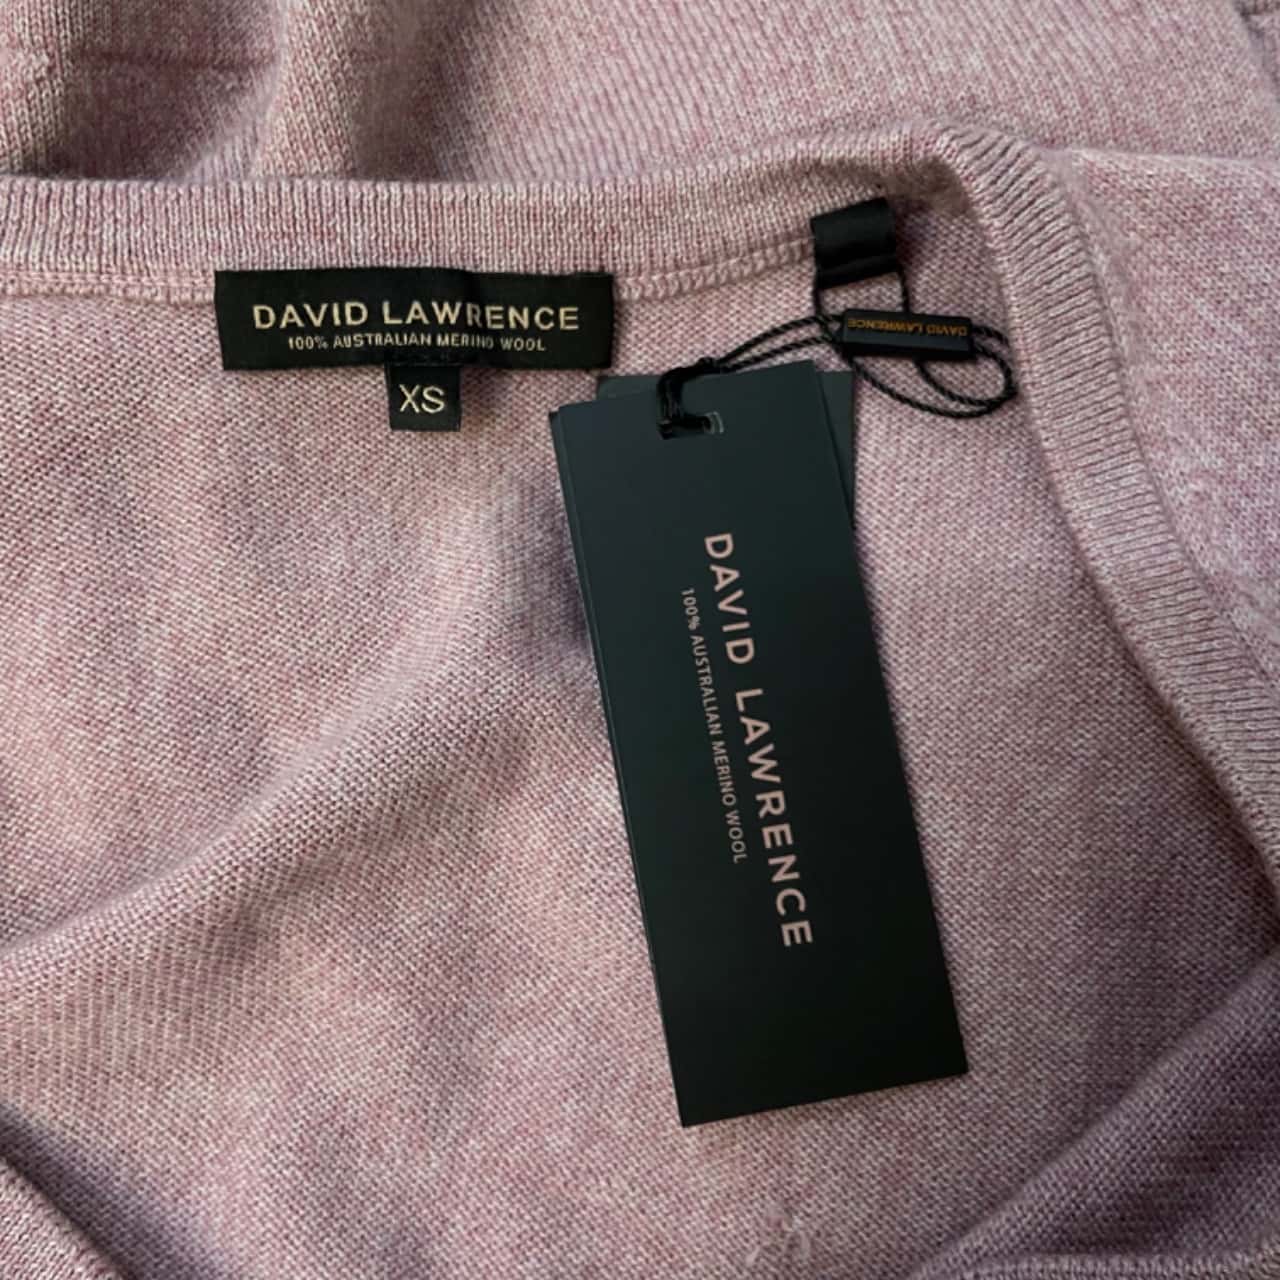 DAVID LAWRENCE
100% AUSTRALIAN MERINO WOOL
XS
DAVID LAWRENCE
DAVID LAWRENCE
100% AUSTRALIAN MERINO WOOL